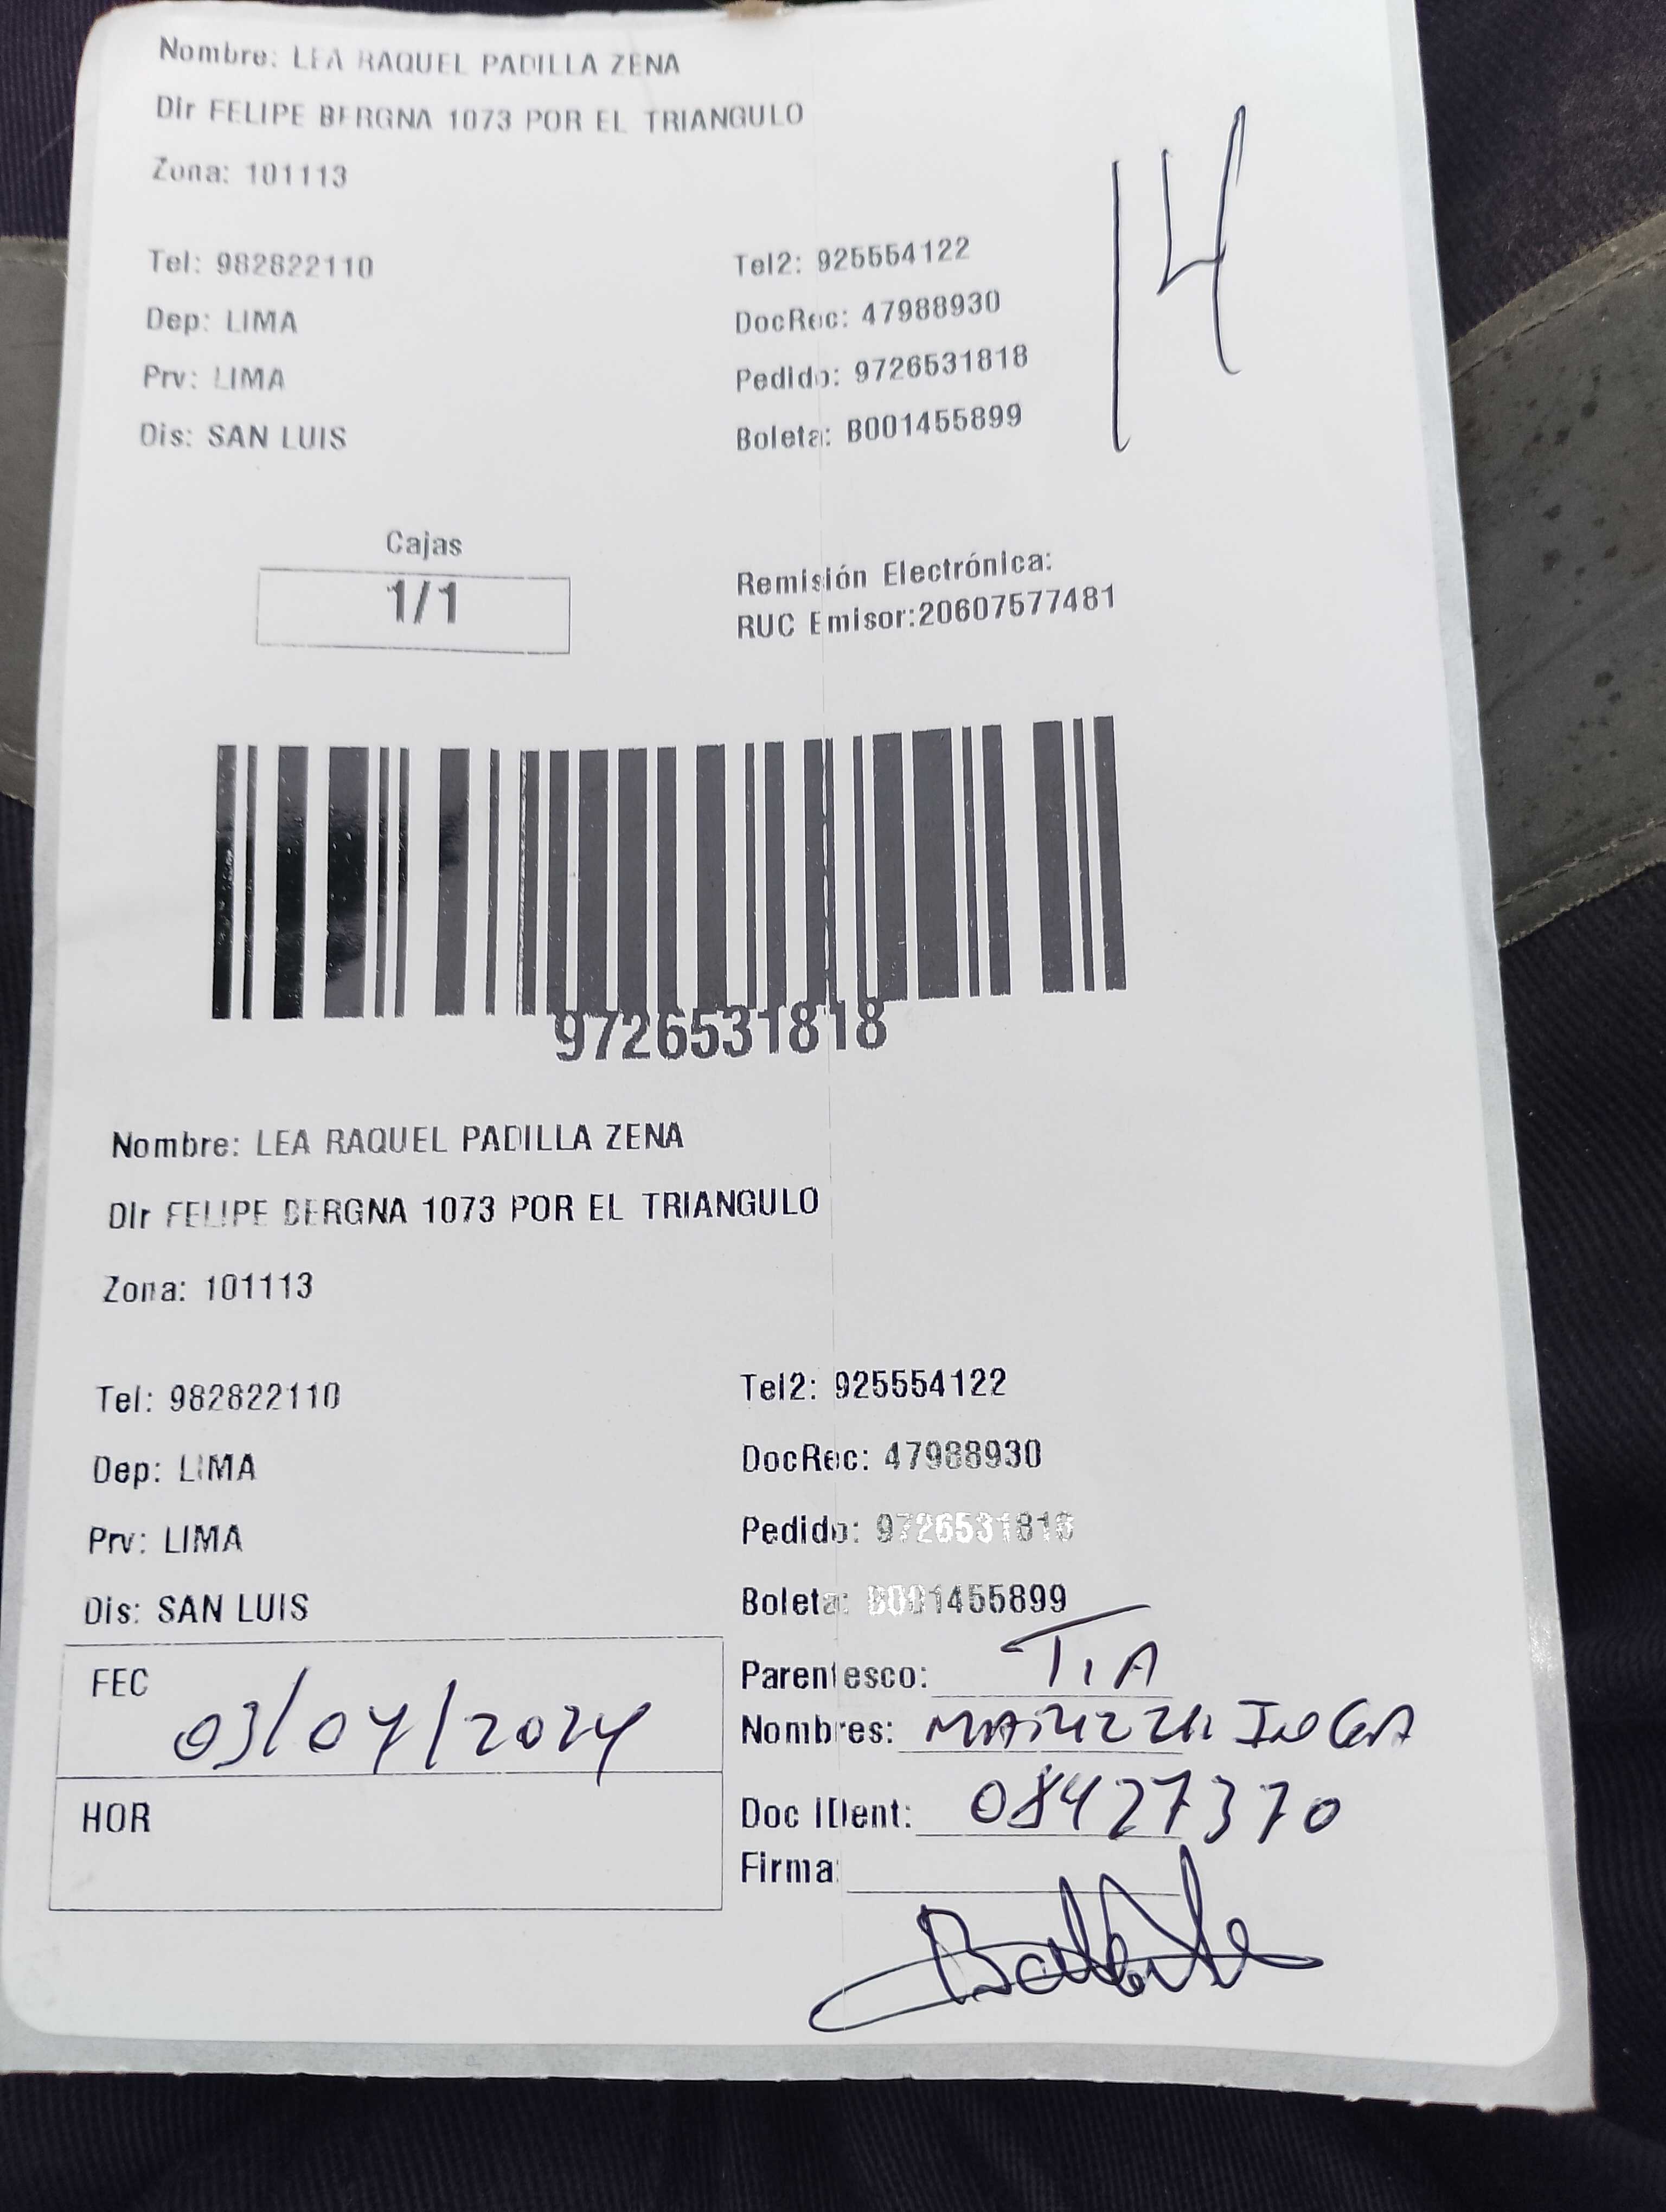 Nombre: LEA RAQUEL PADILLA ZENA
Dir FELIPE BERGNA 1073 POR EL TRIANGULO
Zona: 101113
14
Tel: 982822110 Tel2: 925554122
Dep: LIMA DocRec: 47988930
Prv: LIMA Pedido: 9726531818
Dis: SAN LUIS Boleta: B001455899
Cajas
1/1
Remisión Electrónica:
RUC Emisor:20607577481
9726531818
Nombre: LEA RAQUEL PADILLA ZENA
Dir FELIPE BERGNA 1073 POR EL TRIANGULO
Zona: 101113
Tel: 982822110 Tel2: 925554122
Dep: LIMA DocRec: 47988930
Prv: LIMA Pedido: 9726531818
Dis: SAN LUIS Boleta: B001455899
FEC 03/04/2024
HOR
Parentesco: TIA
Nombres: INGA
Doc IDent: 08427370
Firma: